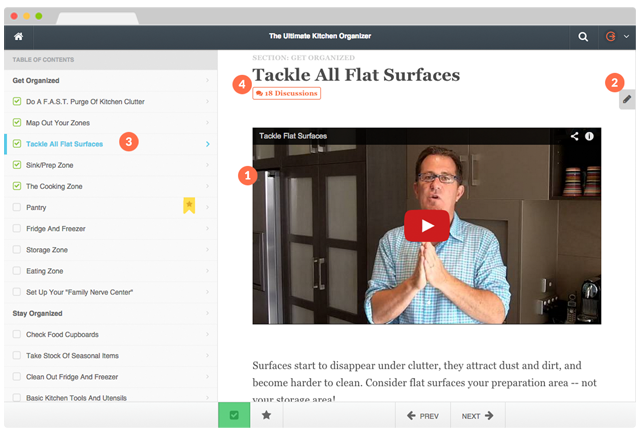 The Ultimate Kitchen Organizer
TABLE OF CONTENTS
Get Organized
Do A F.A.S.T. Purge Of Kitchen Clutter
Map Out Your Zones
Tackle All Flat Surfaces
3
Sink/Prep Zone
The Cooking Zone
Pantry
Fridge And Freezer
Storage Zone
Eating Zone
Set Up Your "Family Nerve Center"
Stay Organized
Check Food Cupboards
Take Stock Of Seasonal Items
Clean Out Fridge And Freezer
Basic Kitchen Tools And Utensils
SECTION: GET ORGANIZED
Tackle All Flat Surfaces
4
18 Discussions
2
1
Tackle Flat Surfaces
Surfaces start to disappear under clutter, they attract dust and dirt, and
become harder to clean. Consider flat surfaces your preparation area -- not
your storage area!
PREV
NEXT